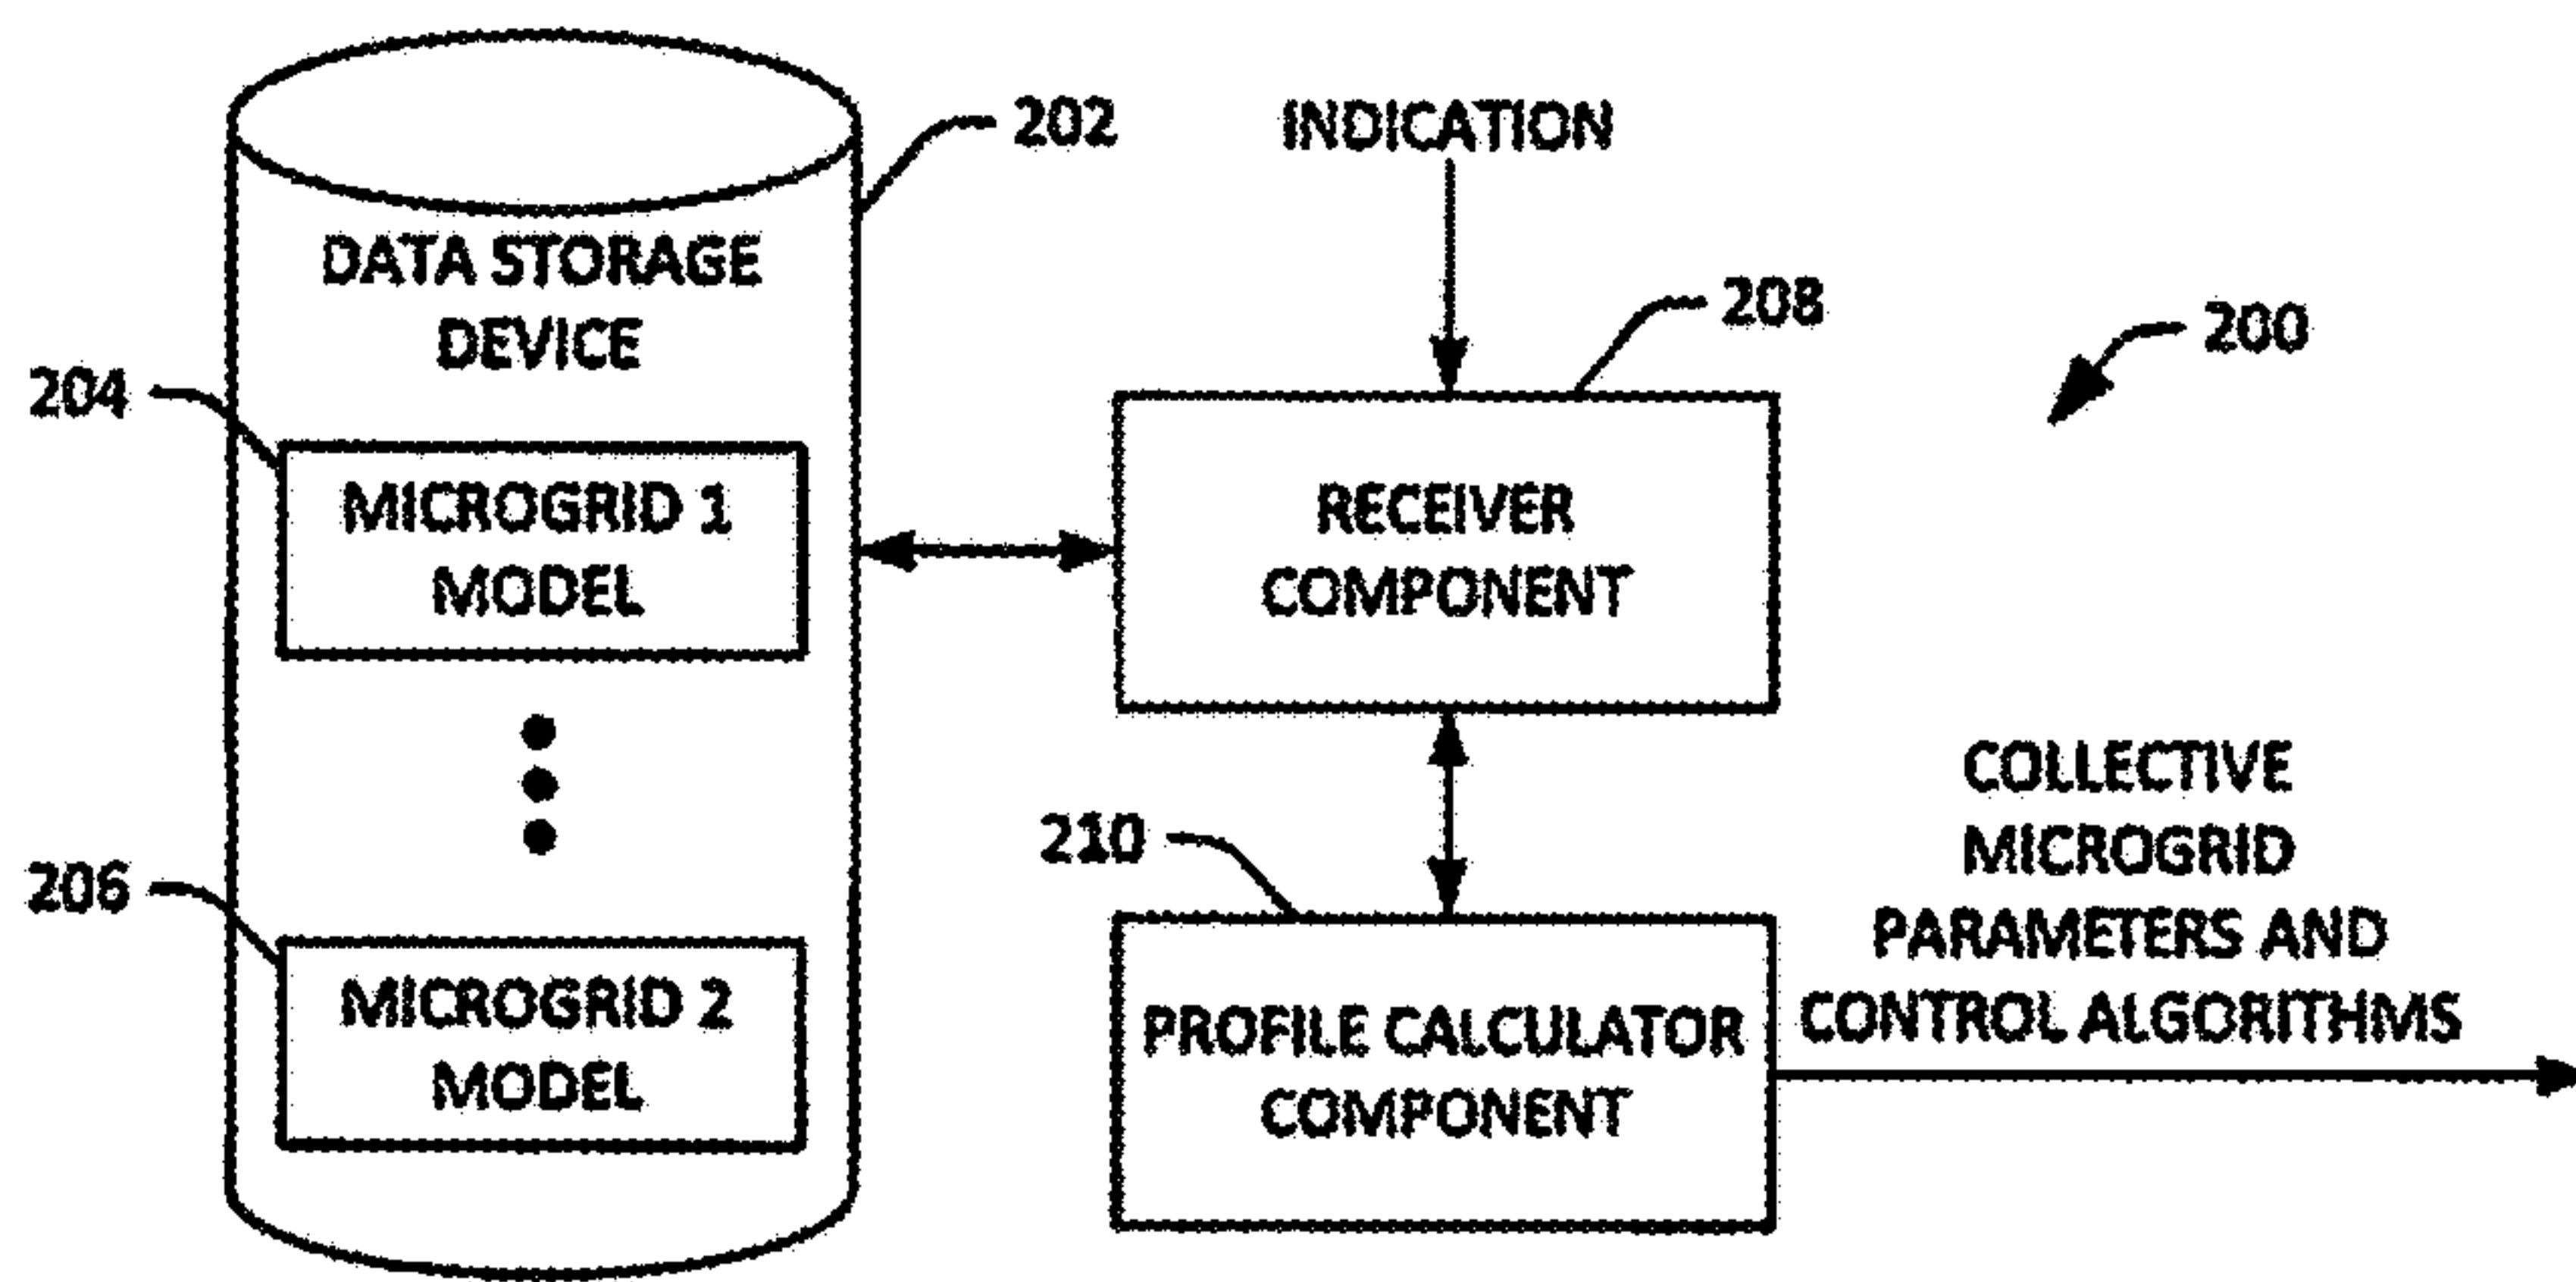 202
INDICATION
DATA STORAGE
DEVICE
208
200
204
MICROGRID 1
MODEL
RECEIVER
COMPONENT
COLLECTIVE
MICROGRID
PARAMETERS AND
CONTROL ALGORITHMS
210
206
MICROGRID 2
MODEL
PROFILE CALCULATOR
COMPONENT